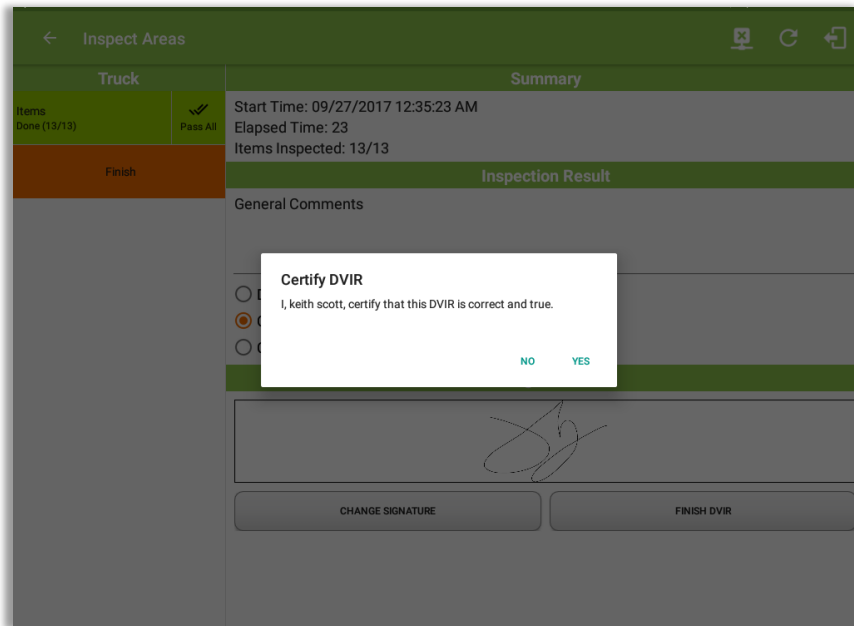 Inspect Areas
Truck
Items
Done (13/13)
Pass All
Finish
Summary
Start Time: 09/27/2017 12:35:23 AM
Elapsed Time: 23
Items Inspected: 13/13
Inspection Result
General Comments
Certify DVIR
I, keith scott, certify that this DVIR is correct and true.
NO YES
CHANGE SIGNATURE FINISH DVIR